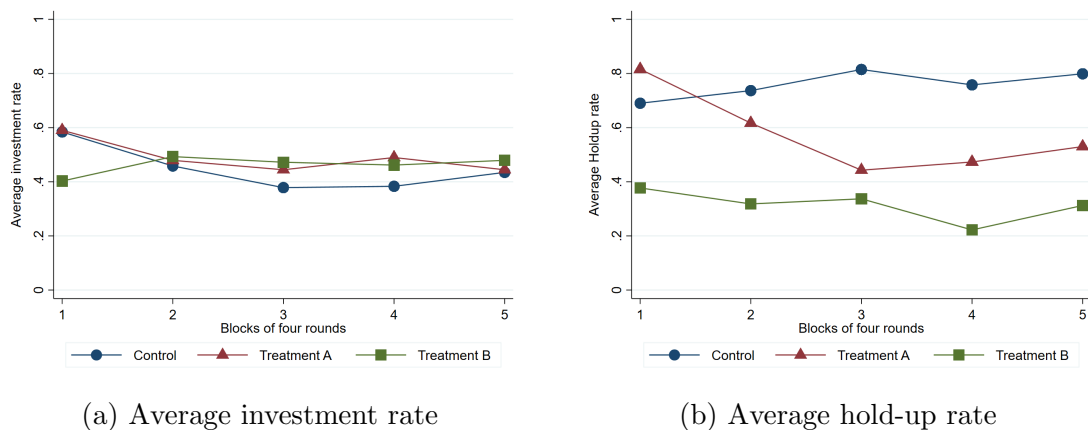 Average investment rate
1
.8
.6
.4
.2
0
1 2 3 4 5
Blocks of four rounds
Control Treatment A Treatment B
(a) Average investment rate
Average Holdup rate
1
.8
.6
.4
.2
0
1 2 3 4 5
Blocks of four rounds
Control Treatment A Treatment B
(b) Average hold-up rate